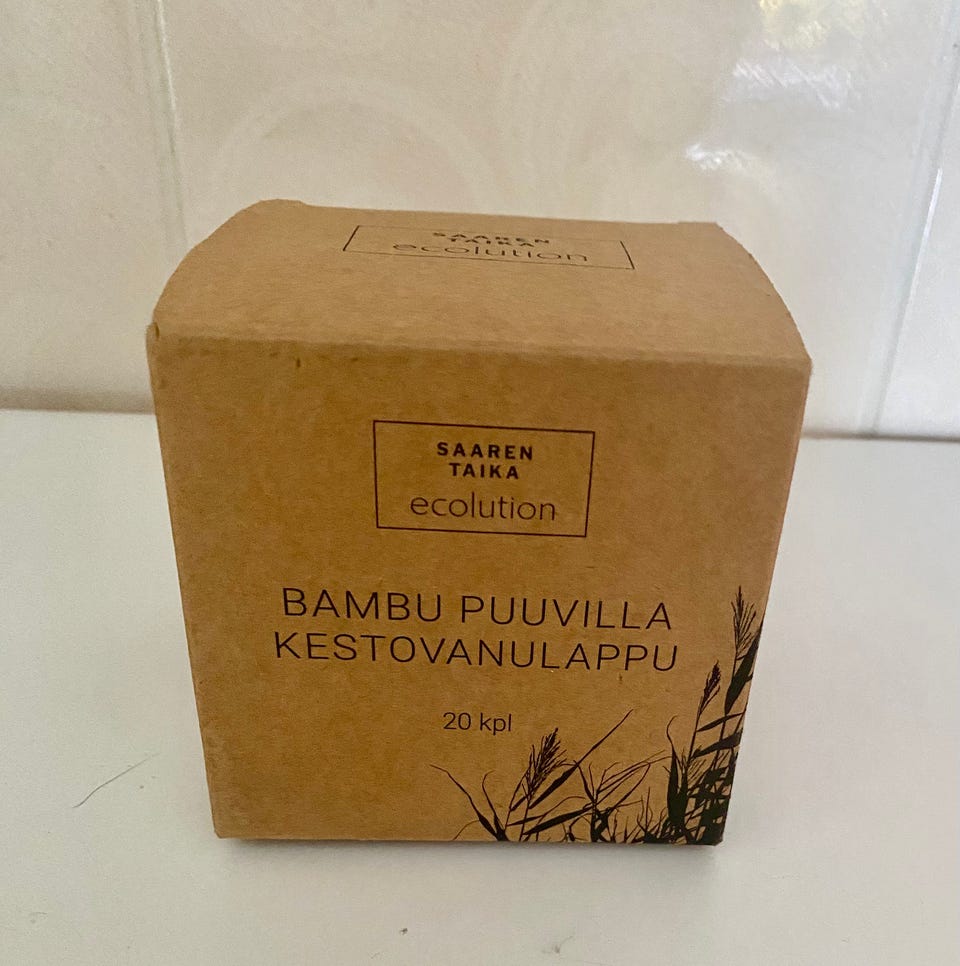 SAAREN
TAIKA
ecolution
SAAREN
TAIKA
ecolution
BAMBU PUUVILLA
KESTOVANULAPPU
20 kpl